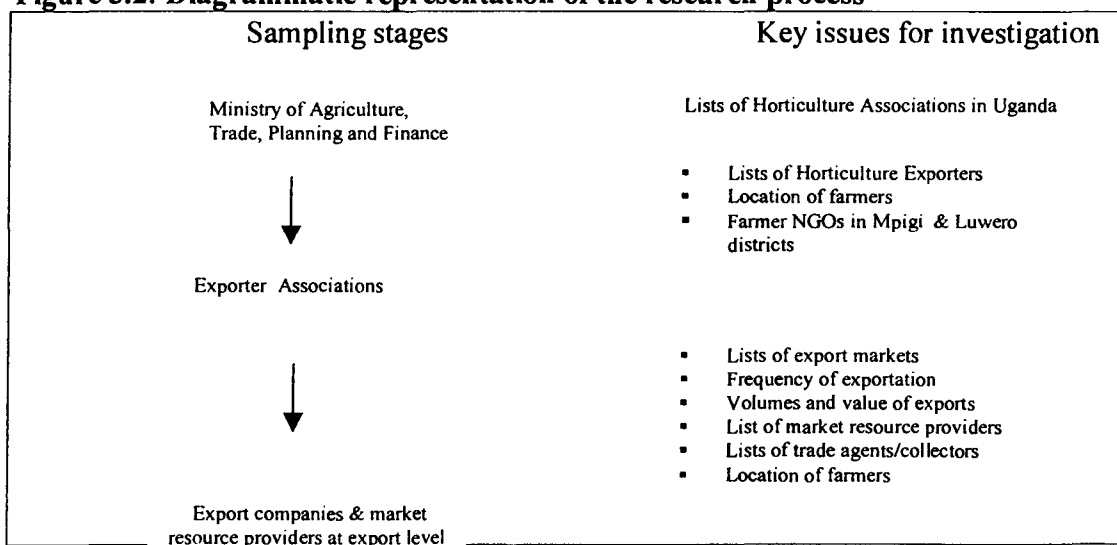 Figure 3.2: Diagrammatic representation of the research process
Sampling stages
Key issues for investigation
Ministry of Agriculture,
Trade, Planning and Finance
Lists of Horticulture Associations in Uganda
▪ Lists of Horticulture Exporters
▪ Location of farmers
▪ Farmer NGOs in Mpigi & Luwero
districts
Exporter Associations
▪ Lists of export markets
▪ Frequency of exportation
▪ Volumes and value of exports
▪ List of market resource providers
▪ Lists of trade agents/collectors
▪ Location of farmers
Export companies & market
resource providers at export level